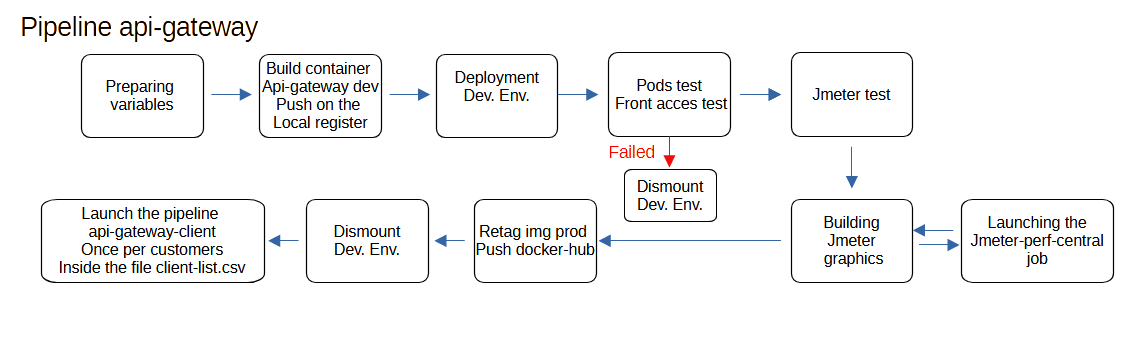 Pipeline api-gateway
Preparing
variables
Build container
Api-gateway dev
Push on the
Local register
Deployment
Dev. Env.
Pods test
Front acces test
Jmeter test
Failed
Dismount
Dev. Env.
Launch the pipeline
api-gateway-client
Once per customers
Inside the file client-list.csv
Dismount
Dev. Env.
Retag img prod
Push docker-hub
Building
Jmeter
graphics
Launching the
Jmeter-perf-central
job